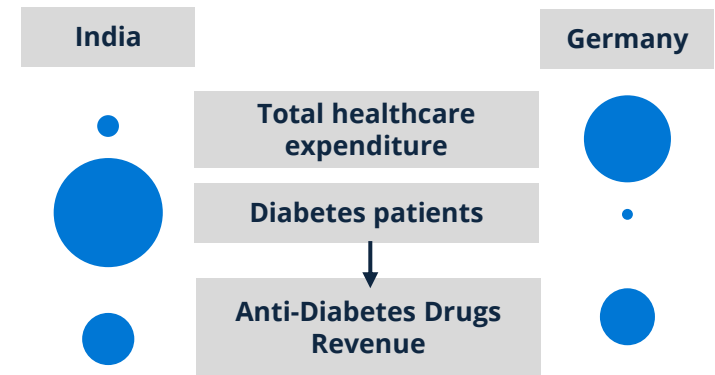 India
Germany
Total healthcare
expenditure
Diabetes patients
Anti-Diabetes Drugs
Revenue